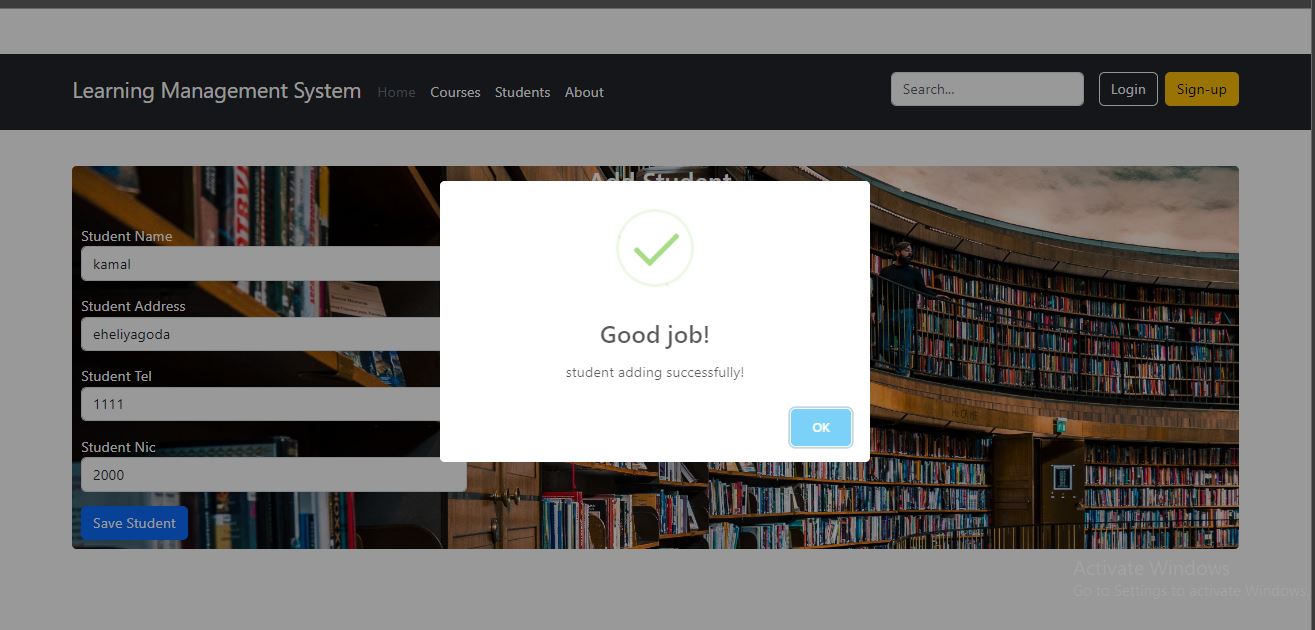 Learning Management System Home Courses Students About Search... Login Sign-up
Add Student
Student Name
kamal
Student Address
eheliyagoda
Student Tel
1111
Student Nic
2000
Save Student
Good job!
student adding successfully!
OK
Activate Windows
Go to Settings to activate Windows.